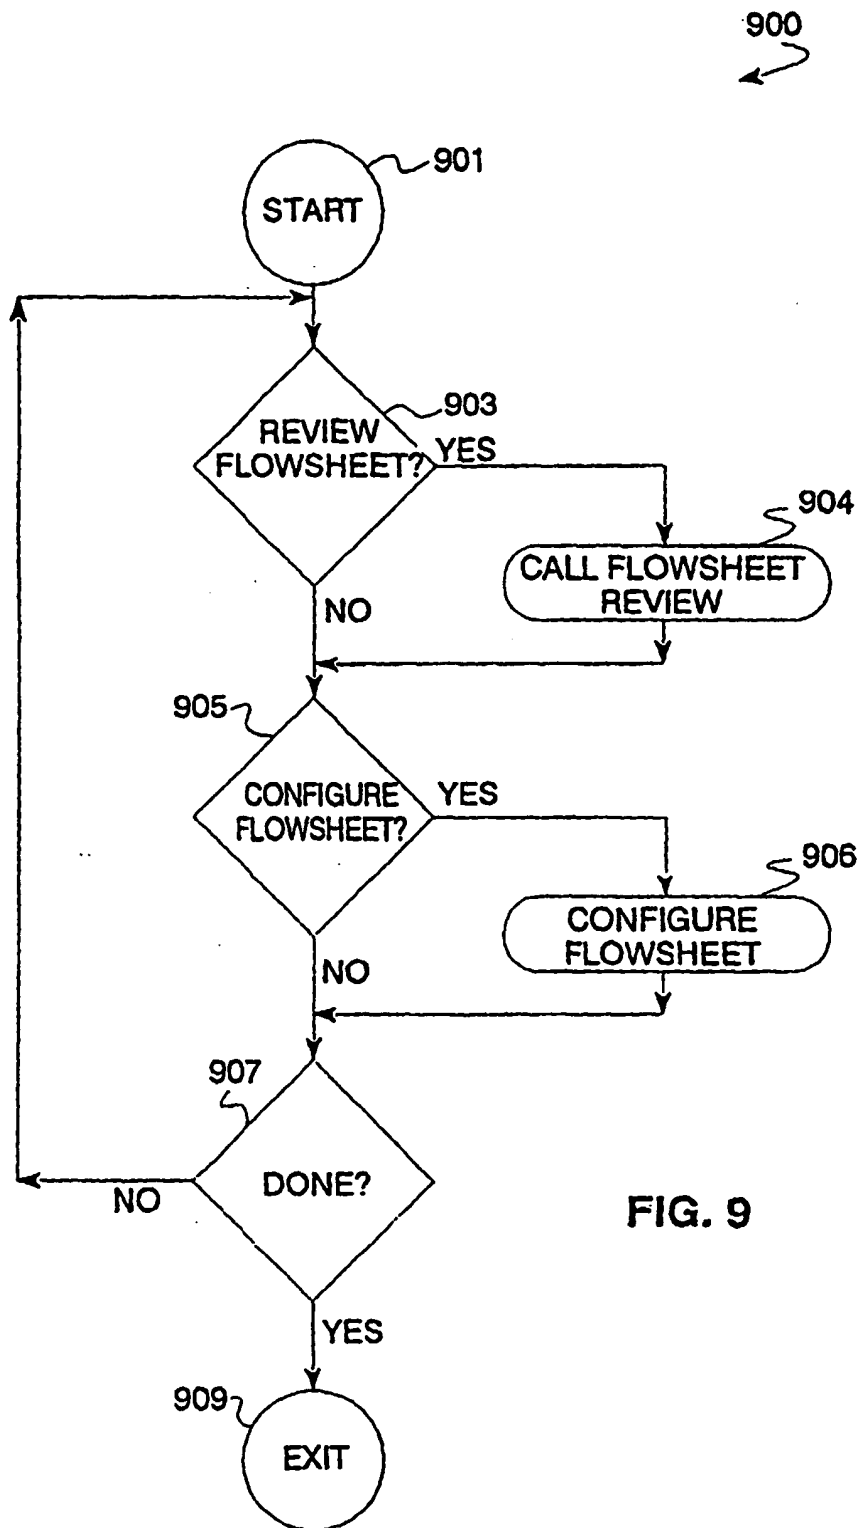 900
901
START
903
REVIEW
FLOWSHEET?
YES
904
CALL FLOWSHEET
REVIEW
NO
905
CONFIGURE
FLOWSHEET?
YES
906
CONFIGURE
FLOWSHEET
NO
907
DONE?
NO
FIG. 9
YES
909
EXIT